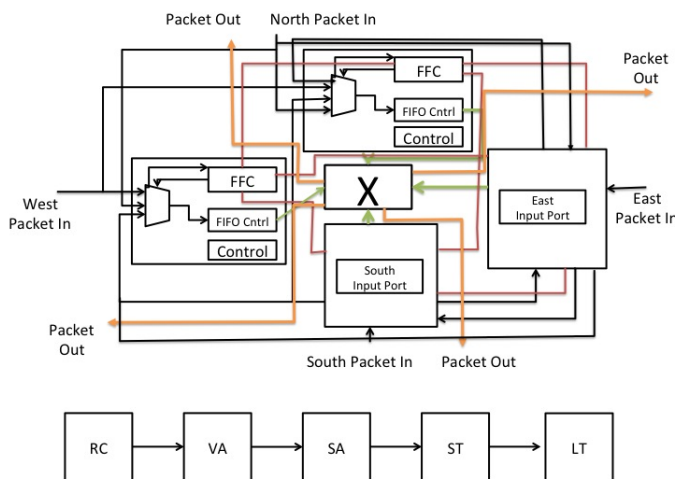 Packet Out
North Packet In
Packet
Out
FFC
FIFO Cntrl
Control
FFC
FIFO Cntrl
Control
X
West
Packet In
East
Input Port
East
Packet In
South
Input Port
Packet
Out
South Packet In
Packet Out
RC
VA
SA
ST
LT